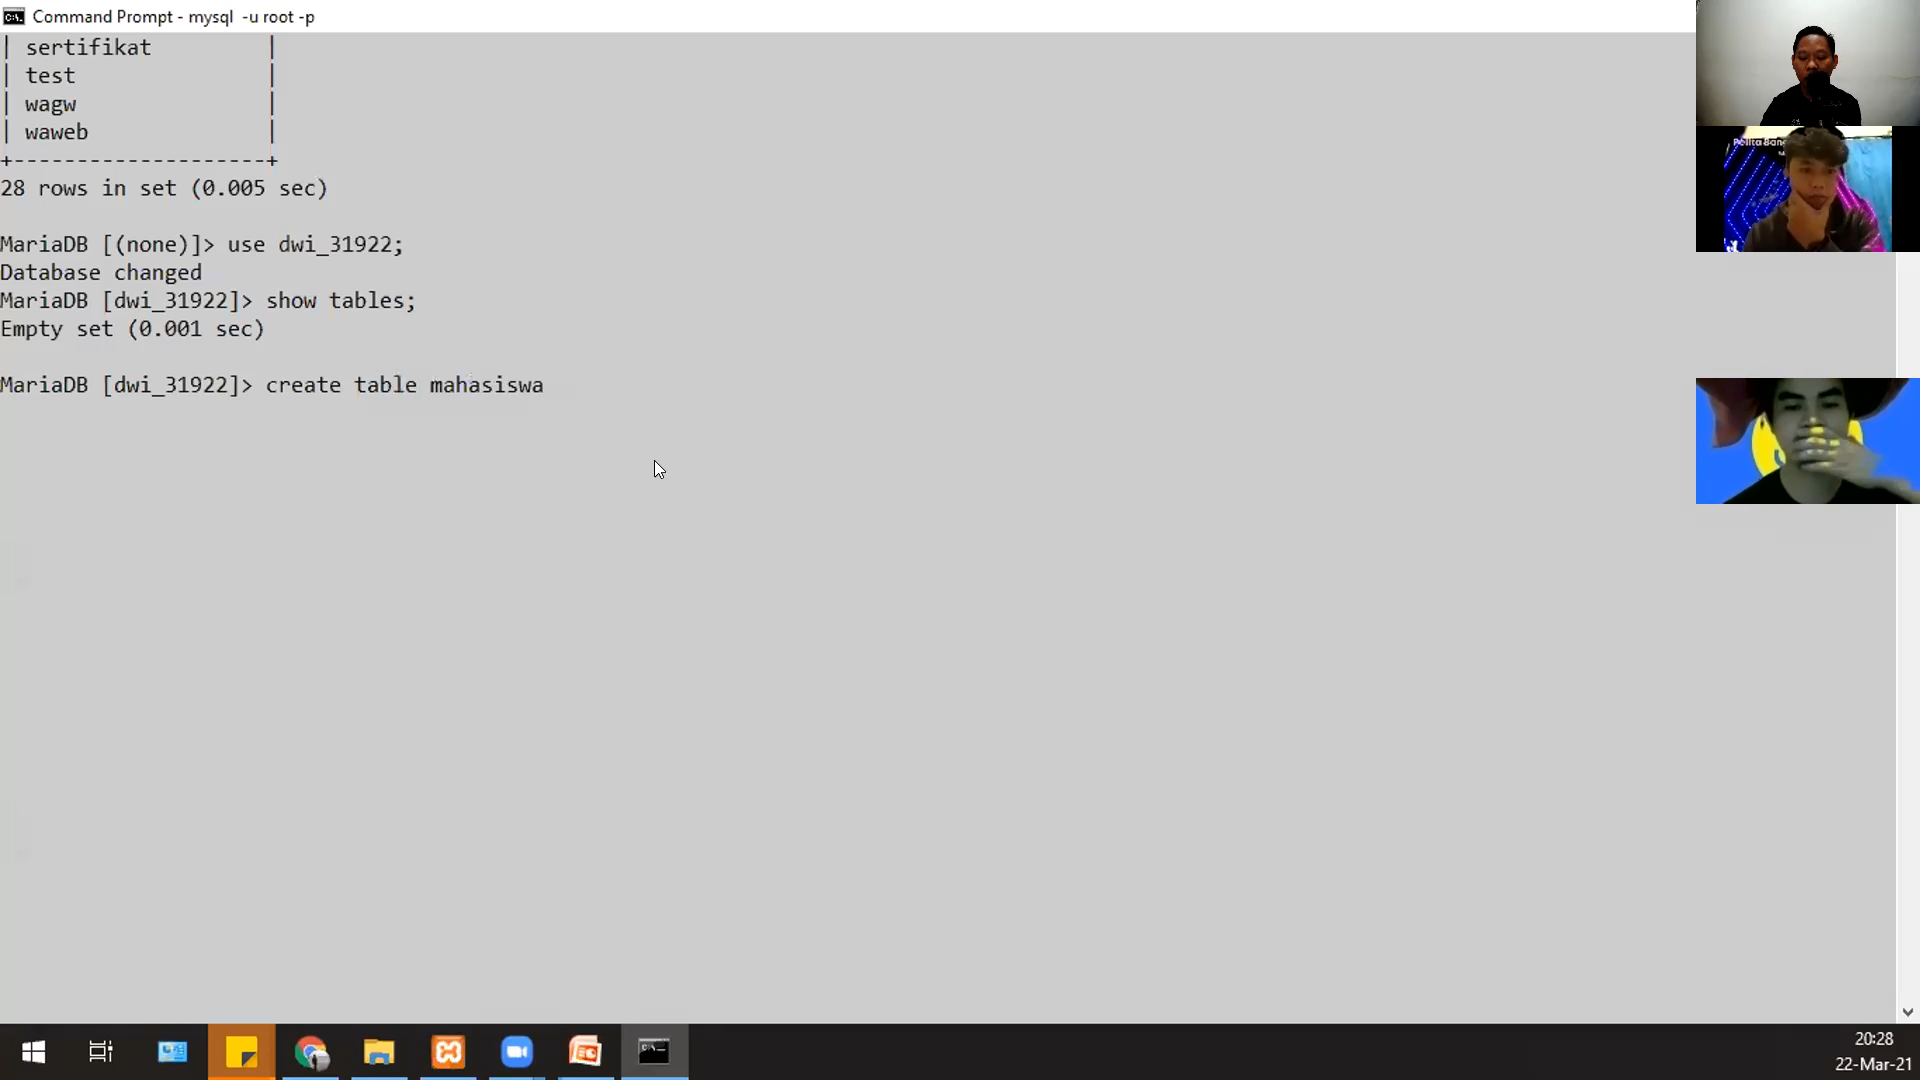 Command Prompt - mysql  -u root -p
| sertifikat         |
| test               |
| wagw               |
| waweb              |
+--------------------+
28 rows in set (0.005 sec)
MariaDB [(none)]> use dwi_31922;
Database changed
MariaDB [dwi_31922]> show tables;
Empty set (0.001 sec)
MariaDB [dwi_31922]> create table mahasiswa
Pelita Ban
20:28
22-Mar-21